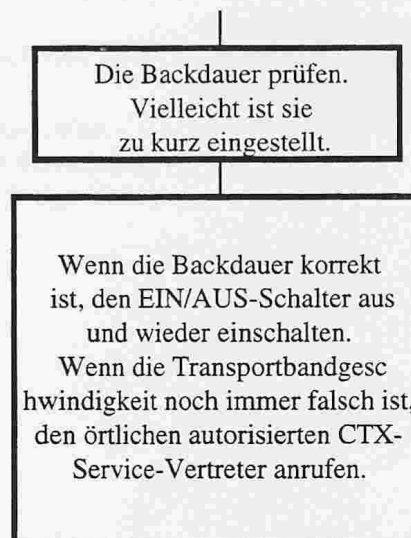 Die Backdauer prüfen.
Vielleicht ist sie
zu kurz eingestellt.
Wenn die Backdauer korrekt
ist, den EIN/AUS-Schalter aus
und wieder einschalten.
Wenn die Transportbandgesc
hwindigkeit noch immer falsch ist,
den örtlichen autorisierten CTX-
Service-Vertreter anrufen.